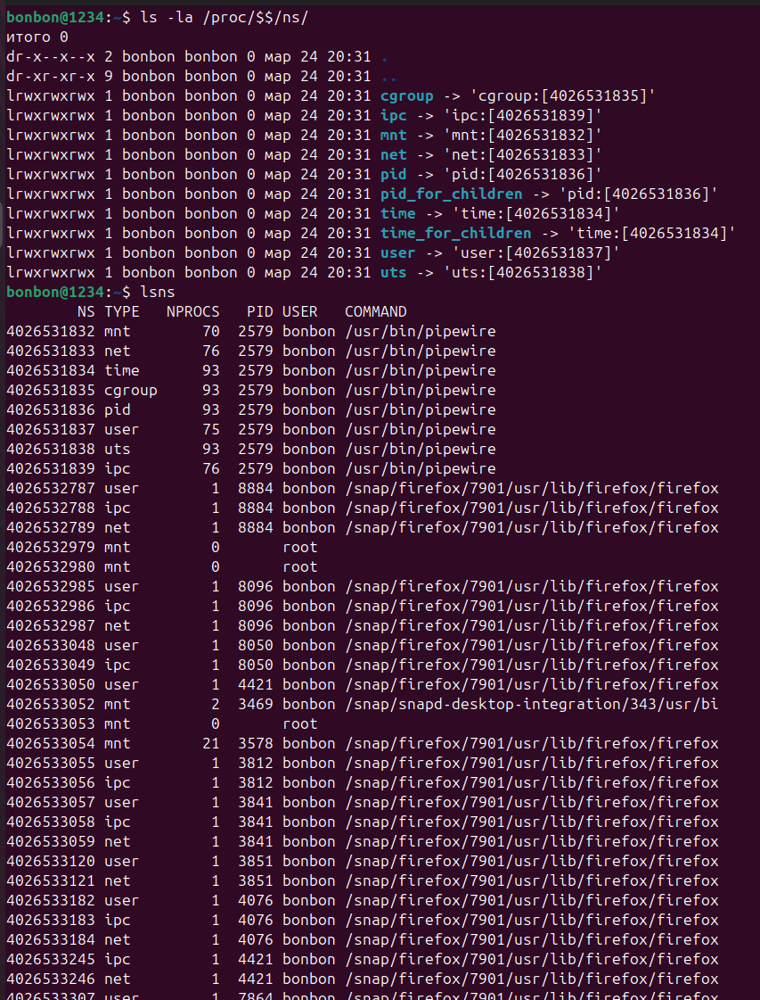 bonbon@1234:~$ ls -la /proc/$$/ns/
итого 0
dr-x--x--x 2 bonbon bonbon 0 мар 24 20:31 .
dr-xr-xr-x 9 bonbon bonbon 0 мар 24 20:31 ..
lrwxrwxrwx 1 bonbon bonbon 0 мар 24 20:31 cgroup -> 'cgroup:[4026531835]'
lrwxrwxrwx 1 bonbon bonbon 0 мар 24 20:31 ipc -> 'ipc:[4026531839]'
lrwxrwxrwx 1 bonbon bonbon 0 мар 24 20:31 mnt -> 'mnt:[4026531832]'
lrwxrwxrwx 1 bonbon bonbon 0 мар 24 20:31 net -> 'net:[4026531833]'
lrwxrwxrwx 1 bonbon bonbon 0 мар 24 20:31 pid -> 'pid:[4026531836]'
lrwxrwxrwx 1 bonbon bonbon 0 мар 24 20:31 pid_for_children -> 'pid:[4026531836]'
lrwxrwxrwx 1 bonbon bonbon 0 мар 24 20:31 time -> 'time:[4026531834]'
lrwxrwxrwx 1 bonbon bonbon 0 мар 24 20:31 time_for_children -> 'time:[4026531834]'
lrwxrwxrwx 1 bonbon bonbon 0 мар 24 20:31 user -> 'user:[4026531837]'
lrwxrwxrwx 1 bonbon bonbon 0 мар 24 20:31 uts -> 'uts:[4026531838]'
bonbon@1234:~$ lsns
        NS TYPE   NPROCS   PID USER   COMMAND
4026531832 mnt        70  2579 bonbon /usr/bin/pipewire
4026531833 net        76  2579 bonbon /usr/bin/pipewire
4026531834 time       93  2579 bonbon /usr/bin/pipewire
4026531835 cgroup     93  2579 bonbon /usr/bin/pipewire
4026531836 pid        93  2579 bonbon /usr/bin/pipewire
4026531837 user       75  2579 bonbon /usr/bin/pipewire
4026531838 uts        93  2579 bonbon /usr/bin/pipewire
4026531839 ipc        76  2579 bonbon /usr/bin/pipewire
4026532787 user        1  8884 bonbon /snap/firefox/7901/usr/lib/firefox/firefox
4026532788 ipc         1  8884 bonbon /snap/firefox/7901/usr/lib/firefox/firefox
4026532789 net         1  8884 bonbon /snap/firefox/7901/usr/lib/firefox/firefox
4026532979 mnt         0       root
4026532980 mnt         0       root
4026532985 user        1  8096 bonbon /snap/firefox/7901/usr/lib/firefox/firefox
4026532986 ipc         1  8096 bonbon /snap/firefox/7901/usr/lib/firefox/firefox
4026532987 net         1  8096 bonbon /snap/firefox/7901/usr/lib/firefox/firefox
4026533048 user        1  8050 bonbon /snap/firefox/7901/usr/lib/firefox/firefox
4026533049 ipc         1  8050 bonbon /snap/firefox/7901/usr/lib/firefox/firefox
4026533050 user        1  4421 bonbon /snap/firefox/7901/usr/lib/firefox/firefox
4026533052 mnt         2  3469 bonbon /snap/snapd-desktop-integration/343/usr/bi
4026533053 mnt         0       root
4026533054 mnt        21  3578 bonbon /snap/firefox/7901/usr/lib/firefox/firefox
4026533055 user        1  3812 bonbon /snap/firefox/7901/usr/lib/firefox/firefox
4026533056 ipc         1  3812 bonbon /snap/firefox/7901/usr/lib/firefox/firefox
4026533057 user        1  3841 bonbon /snap/firefox/7901/usr/lib/firefox/firefox
4026533058 ipc         1  3841 bonbon /snap/firefox/7901/usr/lib/firefox/firefox
4026533059 net         1  3841 bonbon /snap/firefox/7901/usr/lib/firefox/firefox
4026533120 user        1  3851 bonbon /snap/firefox/7901/usr/lib/firefox/firefox
4026533121 net         1  3851 bonbon /snap/firefox/7901/usr/lib/firefox/firefox
4026533182 user        1  4076 bonbon /snap/firefox/7901/usr/lib/firefox/firefox
4026533183 ipc         1  4076 bonbon /snap/firefox/7901/usr/lib/firefox/firefox
4026533184 net         1  4076 bonbon /snap/firefox/7901/usr/lib/firefox/firefox
4026533245 ipc         1  4421 bonbon /snap/firefox/7901/usr/lib/firefox/firefox
4026533246 net         1  4421 bonbon /snap/firefox/7901/usr/lib/firefox/firefox
4026533307 user        1  7864 bonbon /snap/firefox/7901/usr/lib/firefox/firefox